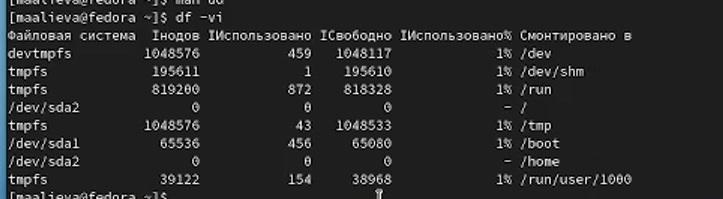 [maalieva@fedora ~]$ man dd
[maalieva@fedora ~]$ df -vi
Файловая система Iнодов IИспользовано IСвободно IИспользовано% Смонтировано в
devtmpfs 1048576 459 1048117 1% /dev
tmpfs 195611 1 195610 1% /dev/shm
tmpfs 819200 872 818328 1% /run
/dev/sda2 0 0 0 - /
tmpfs 1048576 43 1048533 1% /tmp
/dev/sda1 65536 456 65080 1% /boot
/dev/sda2 0 0 0 - /home
tmpfs 39122 154 38968 1% /run/user/1000
[maalieva@fedora ~]$